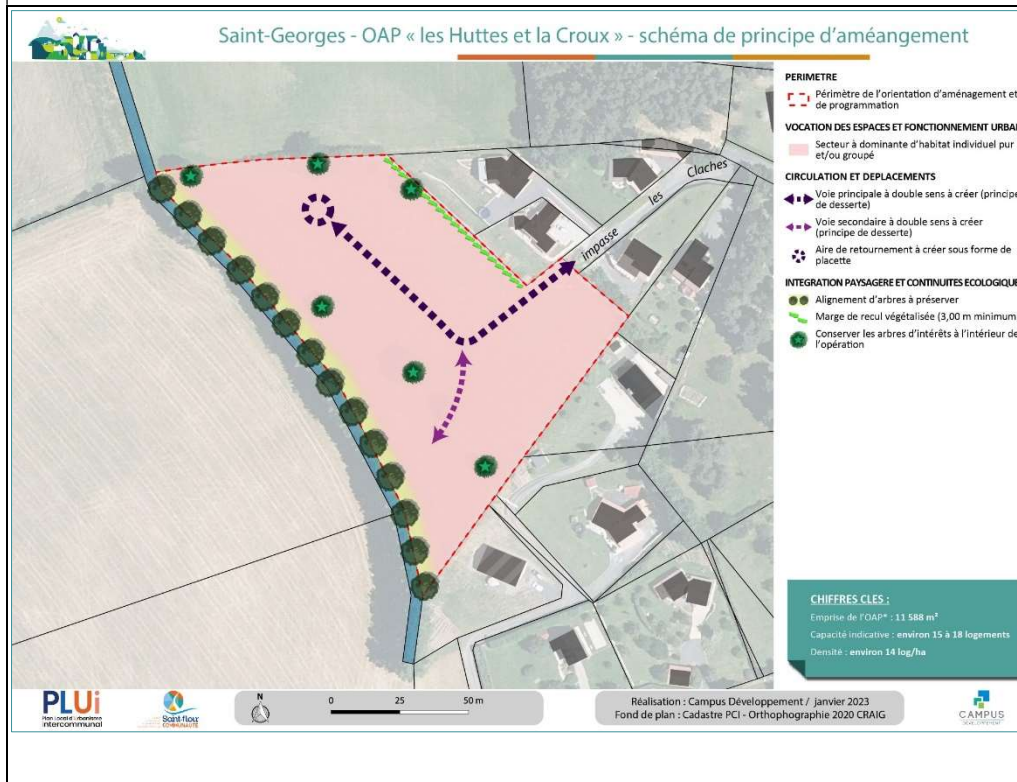 Saint-Georges - OAP « les Huttes et la Croux » - schéma de principe d'améangement
PERIMETRE
Périmètre de l'orientation d'aménagement et
de programmation
VOCATION DES ESPACES ET FONCTIONNEMENT URBAI
Secteur à dominante d'habitat individuel pur
et/ou groupé
CIRCULATION ET DEPLACEMENTS
Voie principale à double sens à créer (principe
de desserte)
Voie secondaire à double sens à créer
(principe de desserte)
Aire de retournement à créer sous forme de
placette
INTEGRATION PAYSAGERE ET CONTINUITES ECOLOGIQUE
Alignement d'arbres à préserver
Marge de recul végétalisée (3,00 m minimum
Conserver les arbres d'intérêts à l'intérieur de
l'opération
impasse les Claches
CHIFFRES CLES :
Emprise de l'OAP* : 11 588 m²
Capacité indicative : environ 15 à 18 logements
Densité : environ 14 log/ha
PLUi
Plan Local d'Urbanisme
intercommunal
Saint-flour
COMMUNAUTÉ
N
0 25 50 m
Réalisation : Campus Développement / janvier 2023
Fond de plan : Cadastre PCI - Orthophographie 2020 CRAIG
CAMPUS
DÉVELOPPEMENT